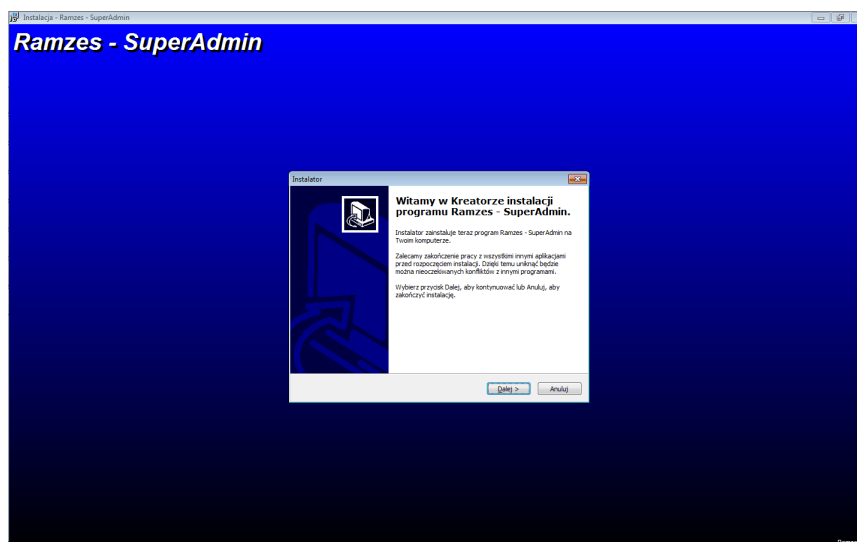 Instalacja - Ramzes - SuperAdmin
Ramzes - SuperAdmin
Instalator
Witamy w Kreatorze instalacji
programu Ramzes - SuperAdmin.
Instalator zainstaluje teraz program Ramzes - SuperAdmin na
Twoim komputerze.
Zalecamy zakończenie pracy z wszystkimi innymi aplikacjami
przed rozpoczęciem instalacji. Dzięki temu uniknąć będzie
można nieoczekiwanych konfliktów z innymi programami.
Wybierz przycisk Dalej, aby kontynuować lub Anuluj, aby
zakończyć instalację.
Dalej >
Anuluj